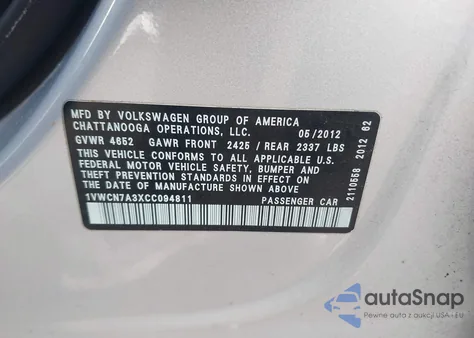 MFD BY VOLKSWAGEN GROUP OF AMERICA
CHATTANOOGA OPERATIONS, LLC. 05/2012
GVWR 4652 GAWR FRONT 2425 / REAR 2337 LBS
THIS VEHICLE CONFORMS TO ALL APPLICABLE U.S.
FEDERAL MOTOR VEHICLE SAFETY, BUMPER AND
THEFT PREVENTION STANDARDS IN EFFECT ON
THE DATE OF MANUFACTURE SHOWN ABOVE.
1VWCN7A3XCC094811 PASSENGER CAR
2110568 2012 62
autoSnap
Pewne auta z aukcji USA i EU